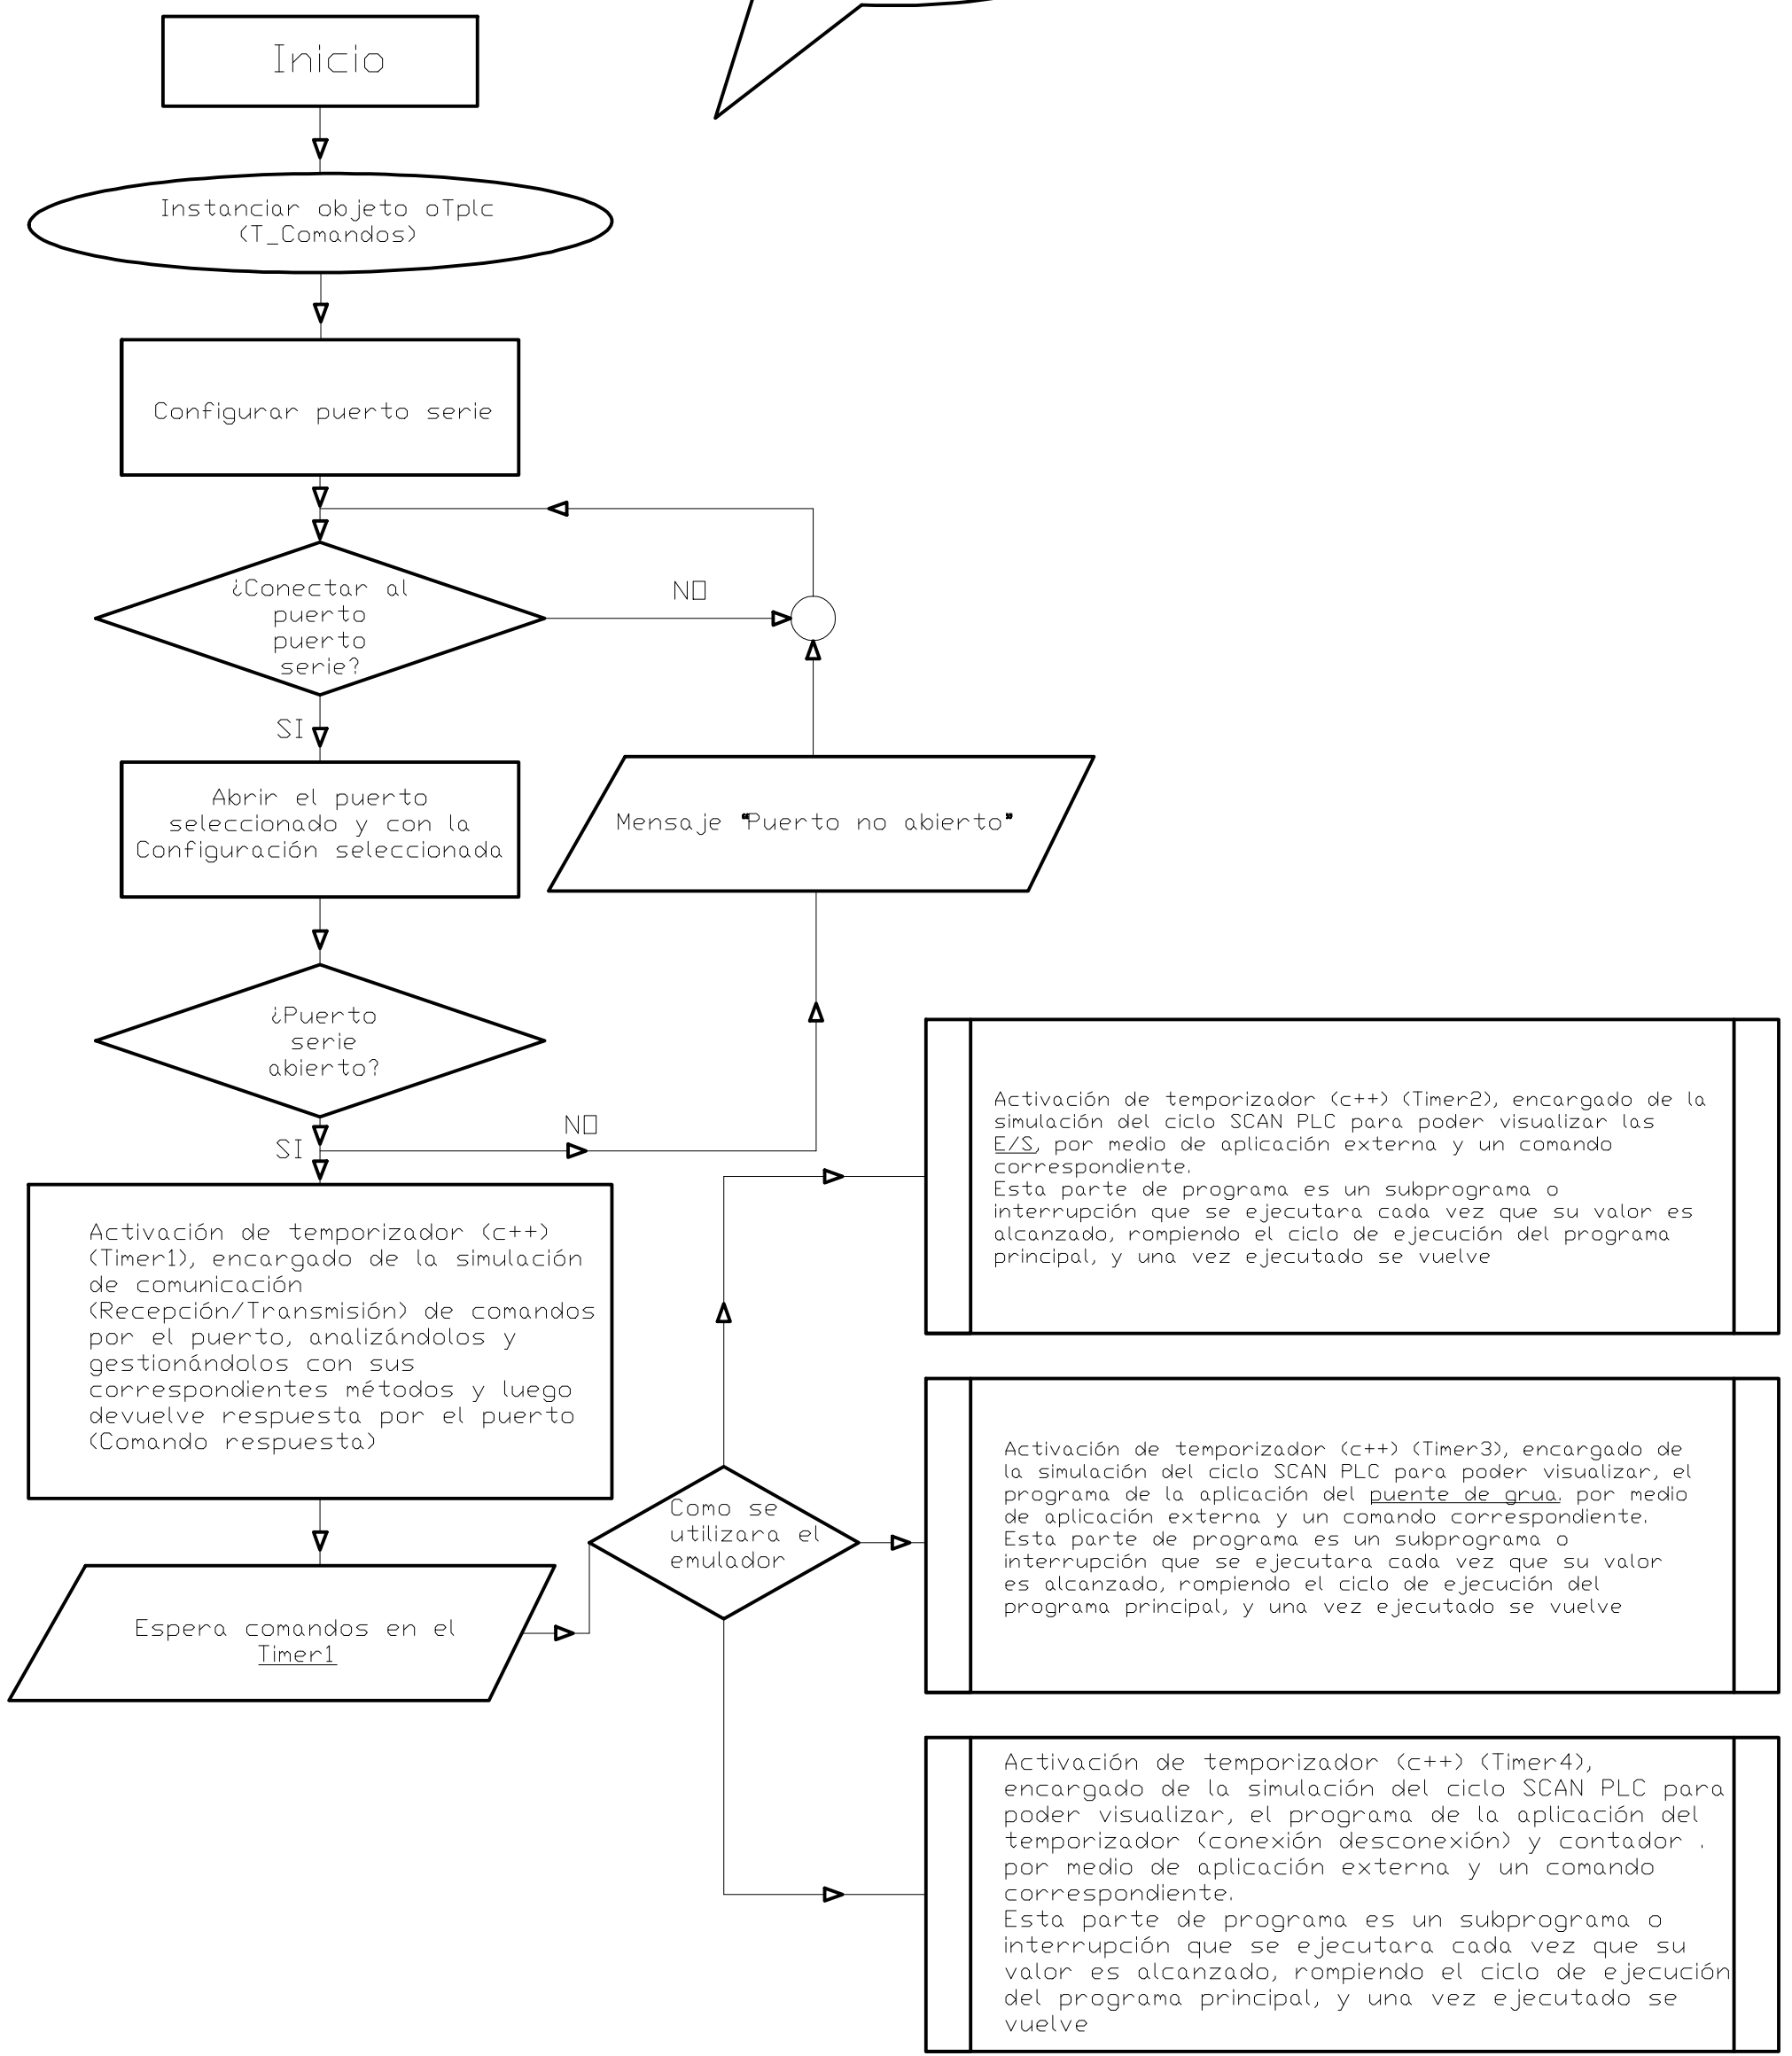 Inicio
Instanciar objeto oTplc
(T_Comandos)
Configurar puerto serie
¿Conectar al
puerto
puerto
serie?
NO
SI
Abrir el puerto
seleccionado y con la
Configuración seleccionada
Mensaje "Puerto no abierto"
¿Puerto
serie
abierto?
NO
SI
Activación de temporizador (c++)
(Timer1), encargado de la simulación
de comunicación
(Recepción/Transmisión) de comandos
por el puerto, analizándolos y
gestionándolos con sus
correspondientes métodos y luego
devuelve respuesta por el puerto
(Comando respuesta)
Espera comandos en el
Timer1
Como se
utilizara el
emulador
Activación de temporizador (c++) (Timer2), encargado de la
simulación del ciclo SCAN PLC para poder visualizar las
E/S, por medio de aplicación externa y un comando
correspondiente.
Esta parte de programa es un subprograma o
interrupción que se ejecutara cada vez que su valor es
alcanzado, rompiendo el ciclo de ejecución del programa
principal, y una vez ejecutado se vuelve
Activación de temporizador (c++) (Timer3), encargado de
la simulación del ciclo SCAN PLC para poder visualizar, el
programa de la aplicación del puente de grua. por medio
de aplicación externa y un comando correspondiente.
Esta parte de programa es un subprograma o
interrupción que se ejecutara cada vez que su valor
es alcanzado, rompiendo el ciclo de ejecución del
programa principal, y una vez ejecutado se vuelve
Activación de temporizador (c++) (Timer4),
encargado de la simulación del ciclo SCAN PLC para
poder visualizar, el programa de la aplicación del
temporizador (conexión desconexión) y contador .
por medio de aplicación externa y un comando
correspondiente.
Esta parte de programa es un subprograma o
interrupción que se ejecutara cada vez que su
valor es alcanzado, rompiendo el ciclo de ejecución
del programa principal, y una vez ejecutado se
vuelve